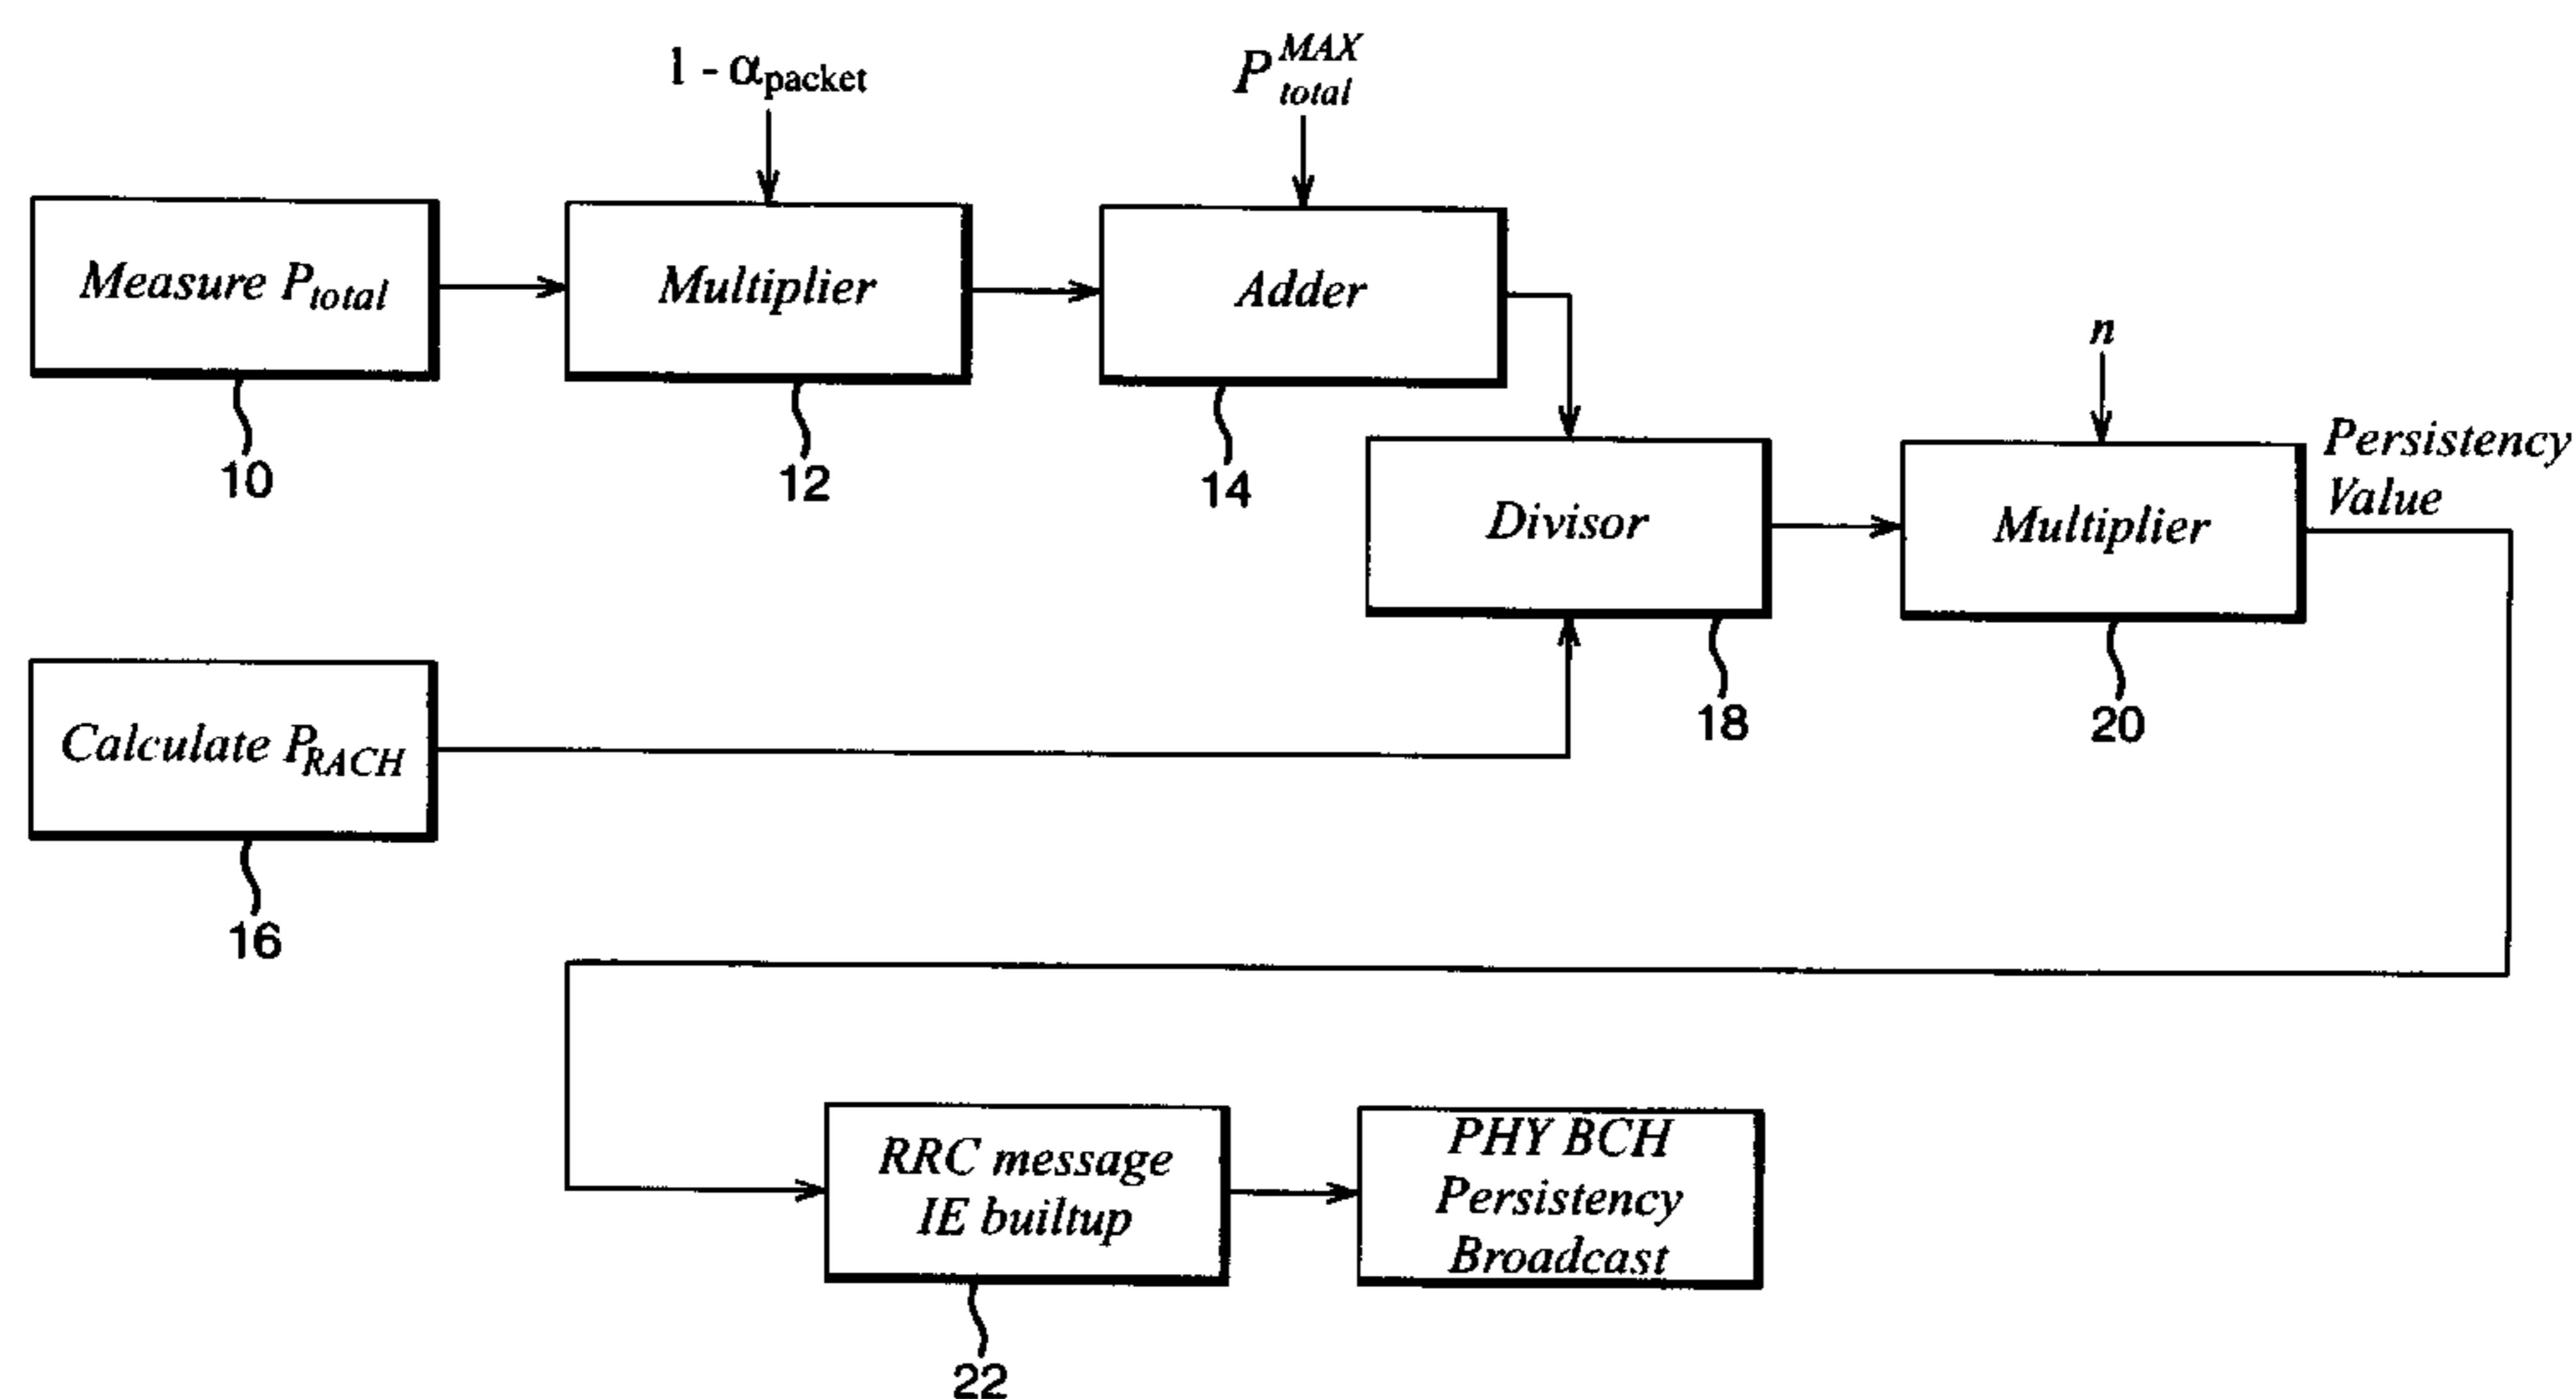 1 - αpacket
P total MAX
Measure Ptotal
Multiplier
Adder
n
Persistency
Value
10
12
14
Divisor
Multiplier
Calculate PRACH
18
20
16
RRC message
IE builtup
PHY BCH
Persistency
Broadcast
22